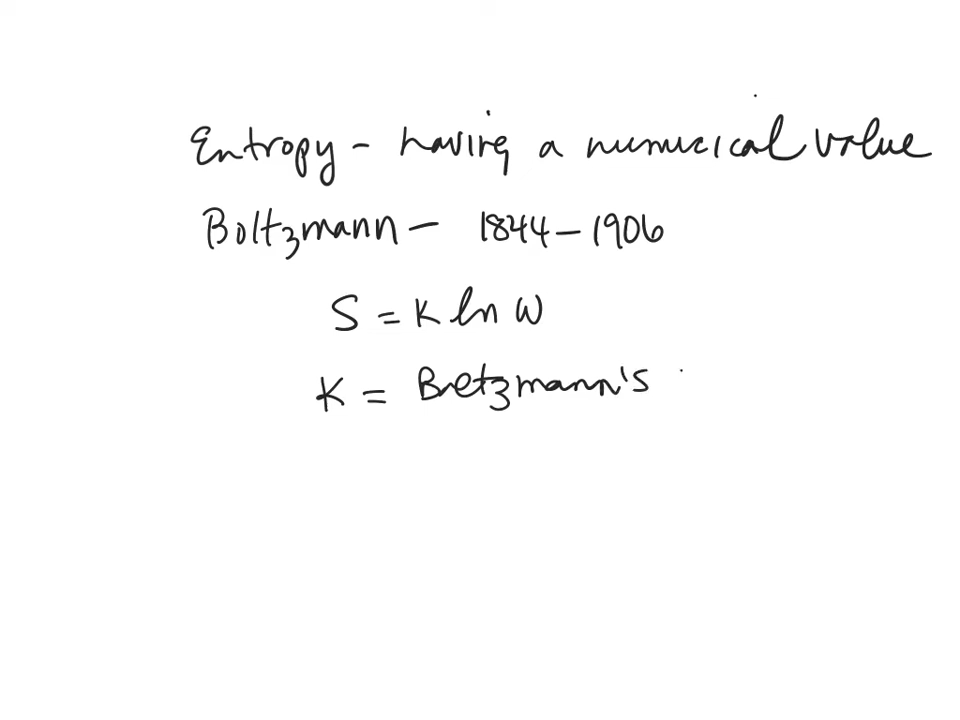 Entropy - having a numerical value
Boltzmann - 1844-1906
S = K ln W
K = Boltzmann's